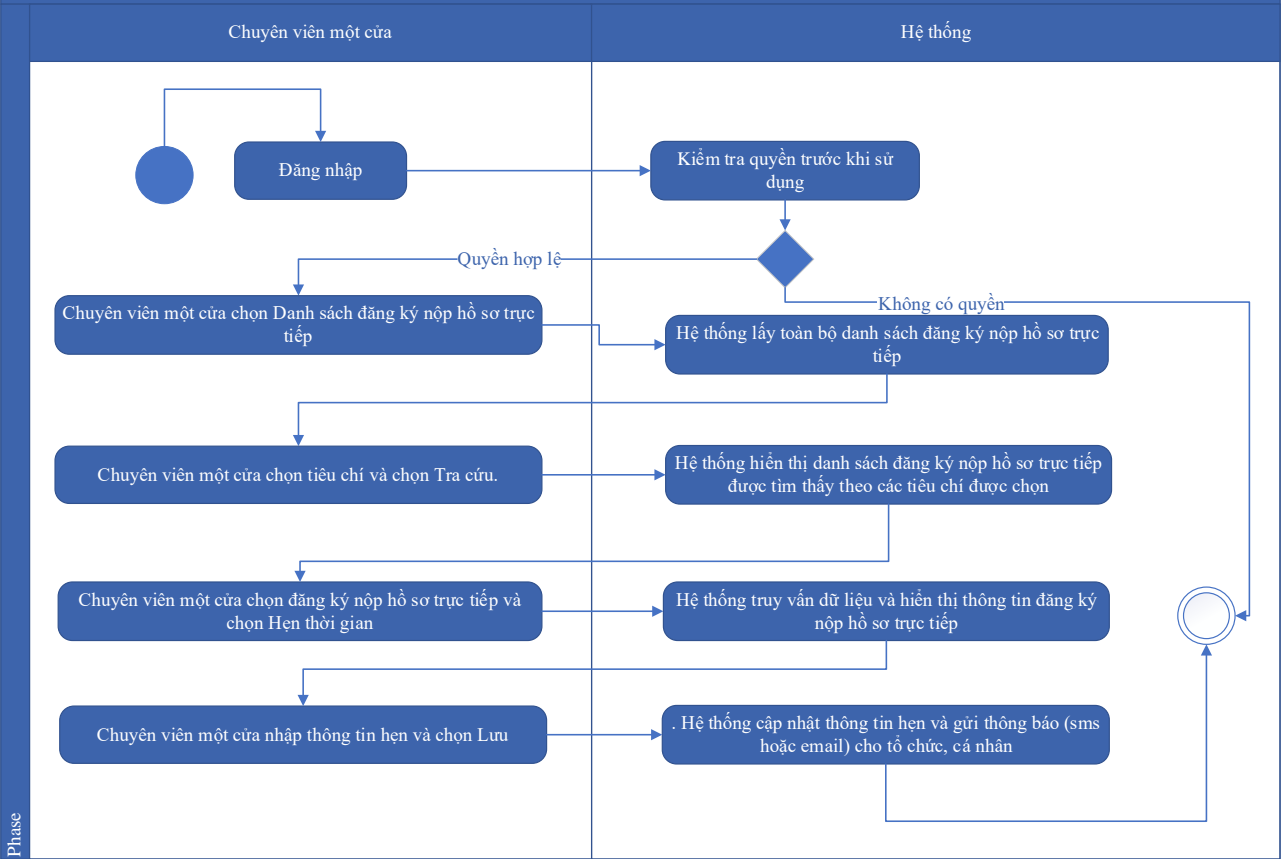 Chuyên viên một cửa
Hệ thống
Đăng nhập
Kiểm tra quyền trước khi sử
dụng
Quyền hợp lệ
Không có quyền
Chuyên viên một cửa chọn Danh sách đăng ký nộp hồ sơ trực
tiếp
Hệ thống lấy toàn bộ danh sách đăng ký nộp hồ sơ trực
tiếp
Chuyên viên một cửa chọn tiêu chí và chọn Tra cứu.
Hệ thống hiển thị danh sách đăng ký nộp hồ sơ trực tiếp
được tìm thấy theo các tiêu chí được chọn
Chuyên viên một cửa chọn đăng ký nộp hồ sơ trực tiếp và
chọn Hẹn thời gian
Hệ thống truy vấn dữ liệu và hiển thị thông tin đăng ký
nộp hồ sơ trực tiếp
Chuyên viên một cửa nhập thông tin hẹn và chọn Lưu
. Hệ thống cập nhật thông tin hẹn và gửi thông báo (sms
hoặc email) cho tổ chức, cá nhân
Phase